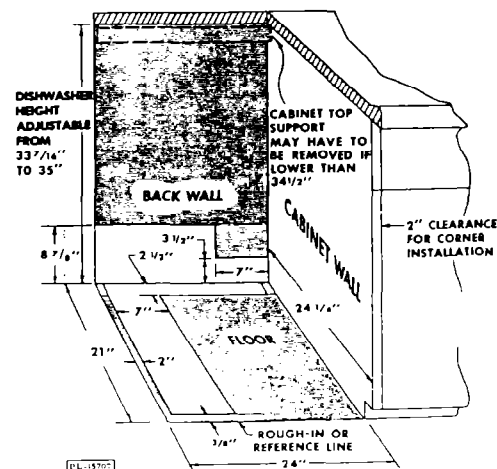 DISHWASHER
HEIGHT
ADJUSTABLE
FROM
33 7/16"
TO 35"
CABINET TOP
SUPPORT
MAY HAVE TO
BE REMOVED IF
LOWER THAN
34 1/2"
BACK WALL
CABINET WALL
2" CLEARANCE
FOR CORNER
INSTALLATION
8 7/8"
3 1/2"
2 1/2"
7"
24 1/4"
7"
21"
2"
FLOOR
3/8"
ROUGH-IN OR
REFERENCE LINE
24"